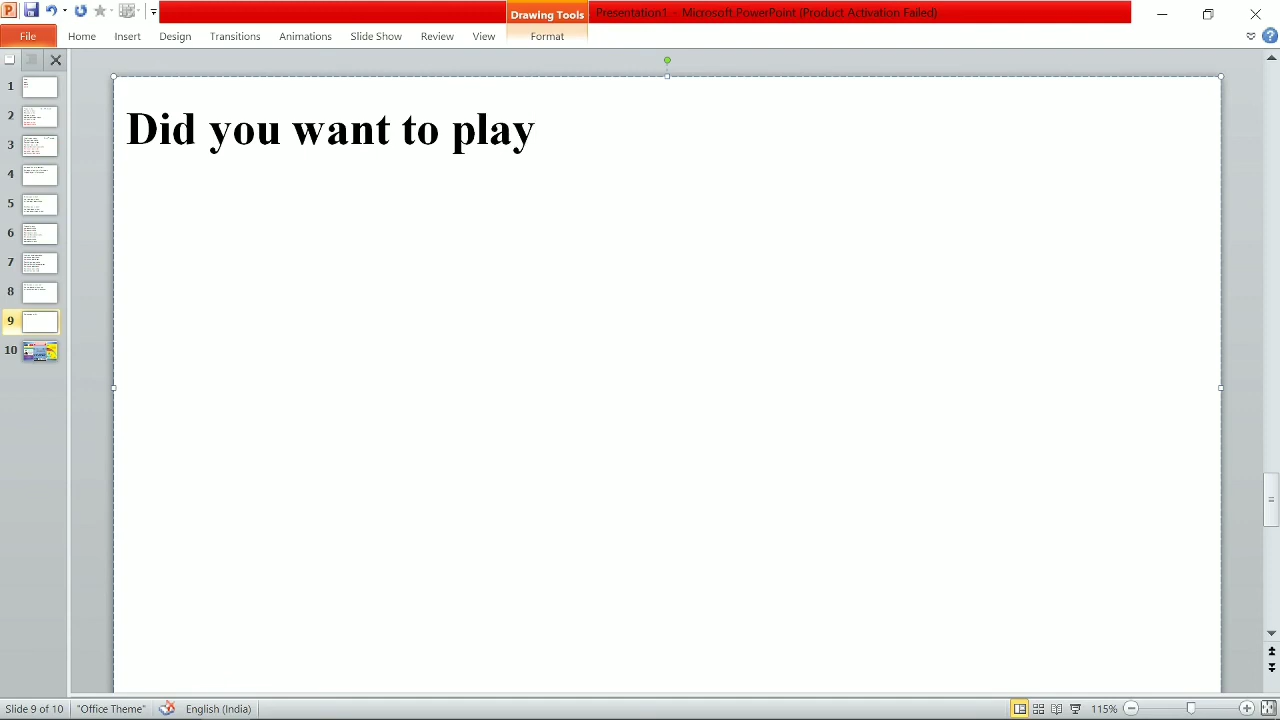 Drawing Tools
Presentation1 - Microsoft PowerPoint (Product Activation Failed)
File Home Insert Design Transitions Animations Slide Show Review View Format
1
2
3
4
5
6
7
8
9
10
Did you want to play
Slide 9 of 10 "Office Theme" English (India) 115%